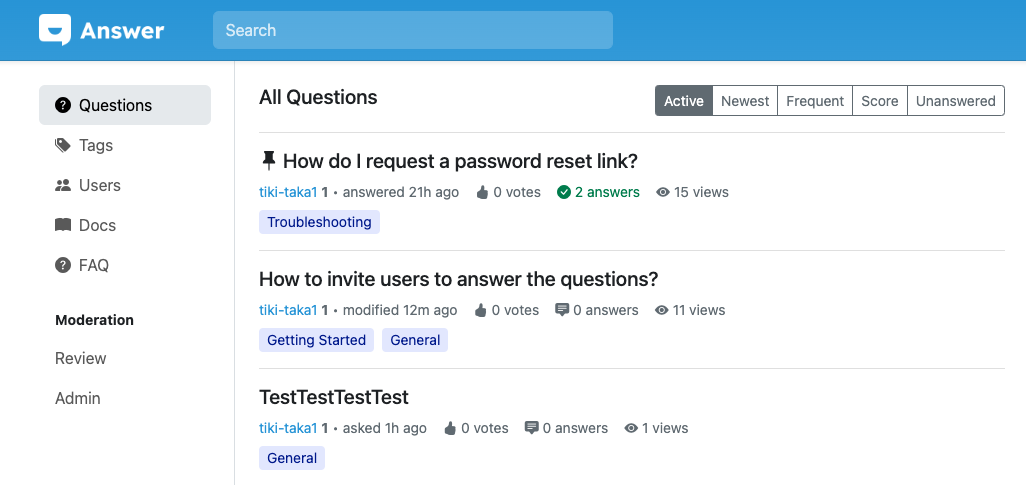 Answer
Search
Questions
Tags
Users
Docs
FAQ
Moderation
Review
Admin
All Questions
Active Newest Frequent Score Unanswered
How do I request a password reset link?
tiki-taka1 1 • answered 21h ago 0 votes 2 answers 15 views
Troubleshooting
How to invite users to answer the questions?
tiki-taka1 1 • modified 12m ago 0 votes 0 answers 11 views
Getting Started General
TestTestTestTest
tiki-taka1 1 • asked 1h ago 0 votes 0 answers 1 views
General